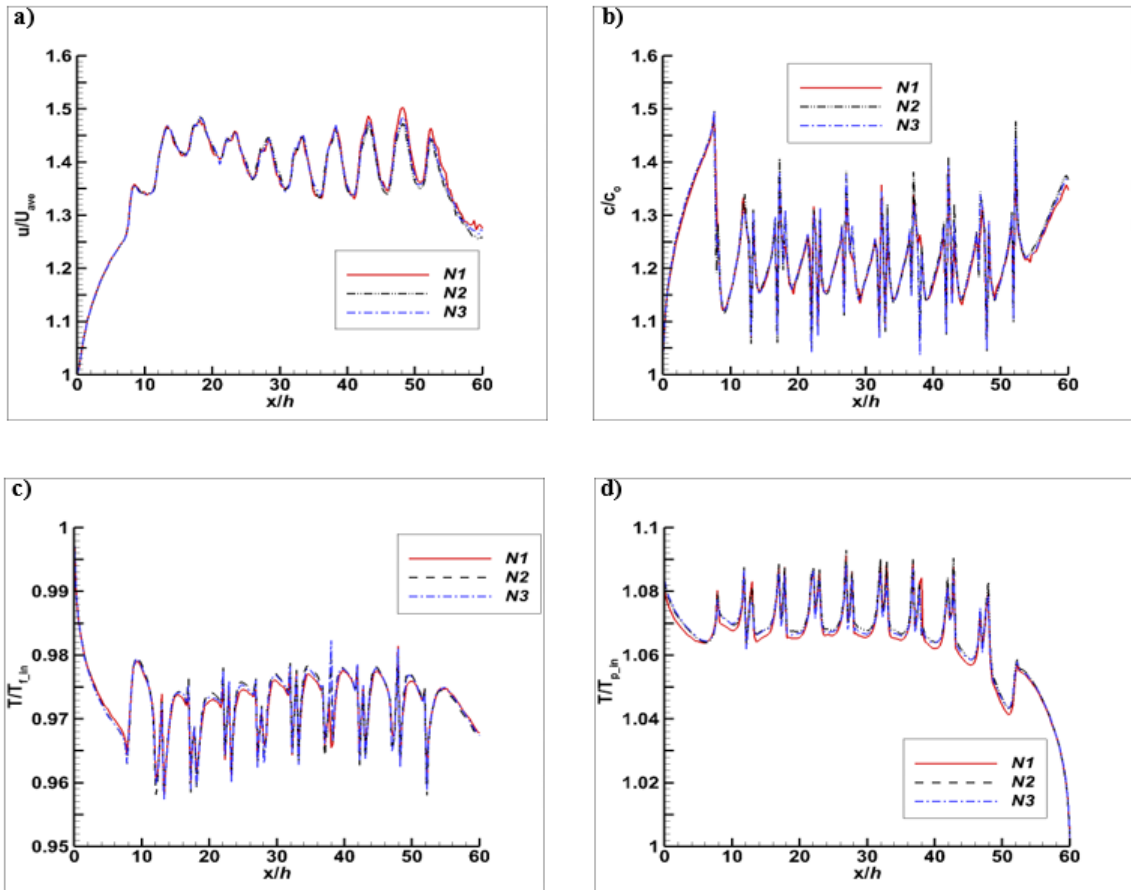 a)
1.6
1.5
1.4
1.3
1.2
1.1
1
u/U_ave
N1
N2
N3
0 10 20 30 40 50 60
x/h
b)
1.6
1.5
1.4
1.3
1.2
1.1
1
c/c_o
N1
N2
N3
0 10 20 30 40 50 60
x/h
c)
1
0.99
0.98
0.97
0.96
0.95
T/T_f_in
N1
N2
N3
0 10 20 30 40 50 60
x/h
d)
1.1
1.08
1.06
1.04
1.02
1
T/T_p_in
N1
N2
N3
0 10 20 30 40 50 60
x/h